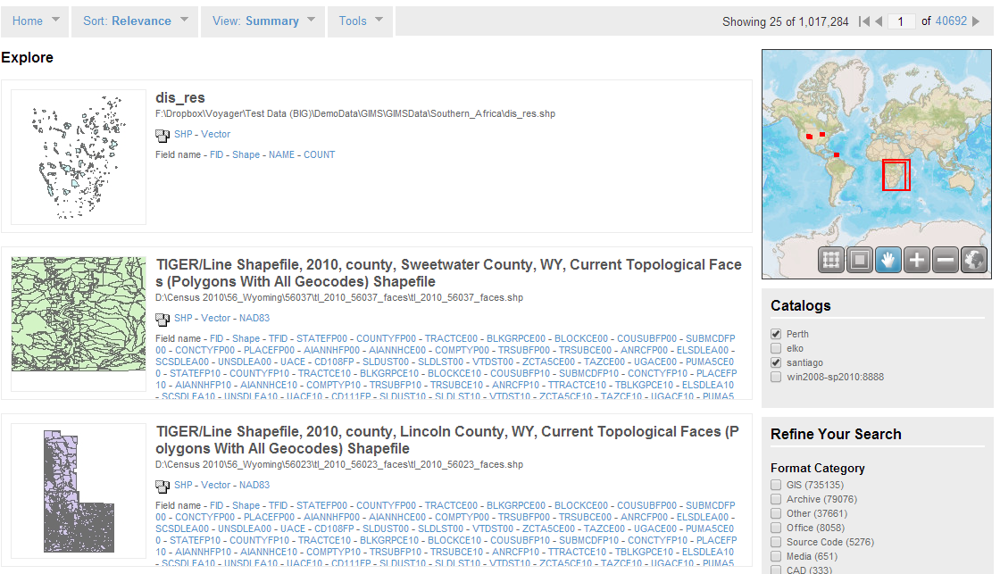 Home Sort: Relevance View: Summary Tools Showing 25 of 1,017,284 1 of 40692
Explore
dis_res
F:\Dropbox\Voyager\Test Data (BIG)\DemoData\GIMS\GIMSData\Southern_Africa\dis_res.shp
SHP - Vector
Field name - FID - Shape - NAME - COUNT
TIGER/Line Shapefile, 2010, county, Sweetwater County, WY, Current Topological Face
s (Polygons With All Geocodes) Shapefile
D:\Census 2010\56_Wyoming\56037\tl_2010_56037_faces\tl_2010_56037_faces.shp
SHP - Vector - NAD83
Field name - FID - Shape - TFID - STATEFP00 - COUNTYFP00 - TRACTCE00 - BLKGRPCE00 - BLOCKCE00 - COUSUBFP00 - SUBMCDFP
00 - CONCTYFP00 - PLACEFP00 - AIANNHFP00 - AIANNHCE00 - COMPTYP00 - TRSUBFP00 - TRSUBCE00 - ANRCFP00 - ELSDLEA00 -
SCSDLEA00 - UNSDLEA00 - UACE - CD108FP - SLDUST00 - SLDLST00 - VTDST00 - ZCTA5CE00 - TAZCE00 - UGACE00 - PUMA5CE0
0 - STATEFP10 - COUNTYFP10 - TRACTCE10 - BLKGRPCE10 - BLOCKCE10 - COUSUBFP10 - SUBMCDFP10 - CONCTYFP10 - PLACEFP
10 - AIANNHFP10 - AIANNHCE10 - COMPTYP10 - TRSUBFP10 - TRSUBCE10 - ANRCFP10 - TTRACTCE10 - TBLKGPCE10 - ELSDLEA10
- SCSDLEA10 - UNSDLEA10 - UACE10 - CD111FP - SLDUST10 - SLDLST10 - VTDST10 - ZCTA5CE10 - TAZCE10 - UGACE10 - PUMA5
TIGER/Line Shapefile, 2010, county, Lincoln County, WY, Current Topological Faces (P
olygons With All Geocodes) Shapefile
D:\Census 2010\56_Wyoming\56023\tl_2010_56023_faces\tl_2010_56023_faces.shp
SHP - Vector - NAD83
Field name - FID - Shape - TFID - STATEFP00 - COUNTYFP00 - TRACTCE00 - BLKGRPCE00 - BLOCKCE00 - COUSUBFP00 - SUBMCDFP
00 - CONCTYFP00 - PLACEFP00 - AIANNHFP00 - AIANNHCE00 - COMPTYP00 - TRSUBFP00 - TRSUBCE00 - ANRCFP00 - ELSDLEA00 -
SCSDLEA00 - UNSDLEA00 - UACE - CD108FP - SLDUST00 - SLDLST00 - VTDST00 - ZCTA5CE00 - TAZCE00 - UGACE00 - PUMA5CE0
0 - STATEFP10 - COUNTYFP10 - TRACTCE10 - BLKGRPCE10 - BLOCKCE10 - COUSUBFP10 - SUBMCDFP10 - CONCTYFP10 - PLACEFP
10 - AIANNHFP10 - AIANNHCE10 - COMPTYP10 - TRSUBFP10 - TRSUBCE10 - ANRCFP10 - TTRACTCE10 - TBLKGPCE10 - ELSDLEA10
- SCSDLEA10 - UNSDLEA10 - UACE10 - CD111FP - SLDUST10 - SLDLST10 - VTDST10 - ZCTA5CE10 - TAZCE10 - UGACE10 - PUMA5
Catalogs
Perth
elko
santiago
win2008-sp2010:8888
Refine Your Search
Format Category
GIS (735135)
Archive (79076)
Other (37661)
Office (8058)
Source Code (5276)
Media (651)
CAD (333)